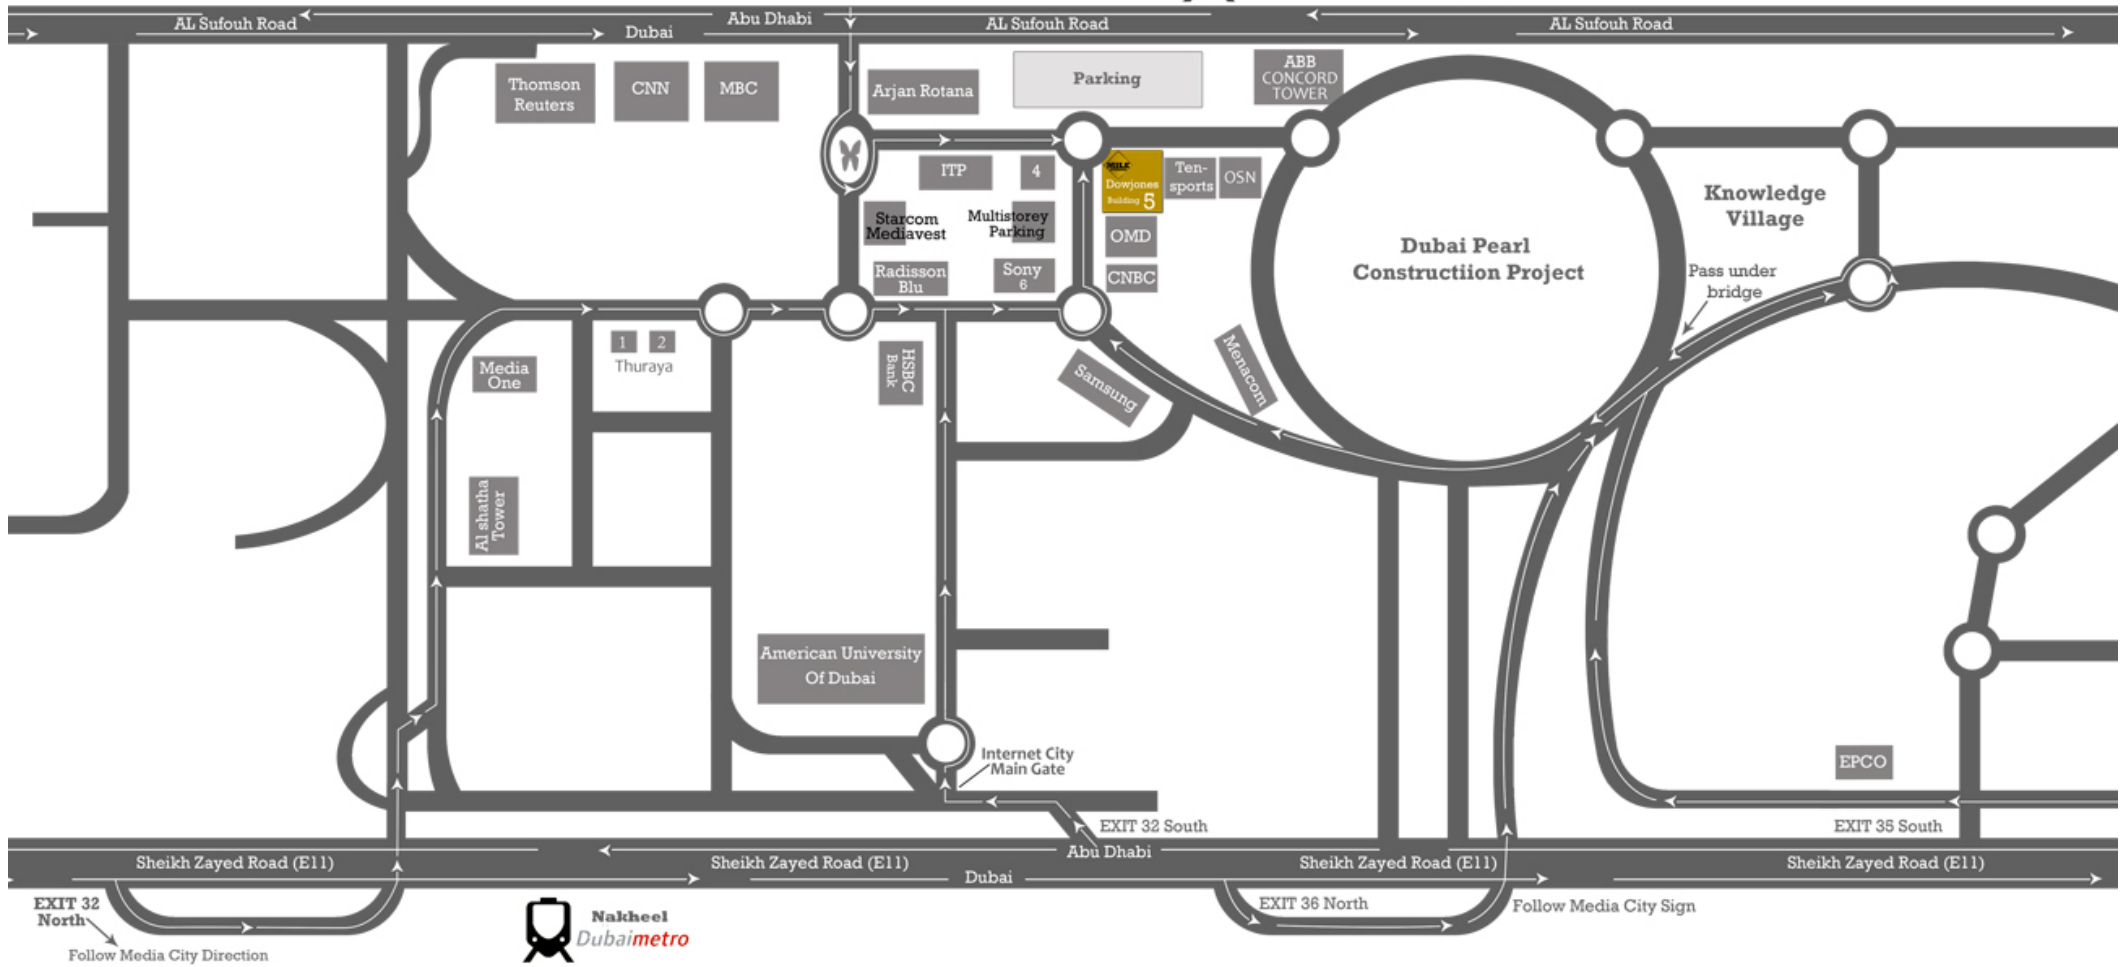 Abu Dhabi
AL Sufouh Road
AL Sufouh Road
AL Sufouh Road
Dubai
Thomson
Reuters
CNN
MBC
Arjan Rotana
Parking
ABB
CONCORD
TOWER
ITP
4
MILK
Dowjones
Building 5
Ten-
sports
OSN
Starcom
Mediavest
Multistorey
Parking
OMD
Radisson
Blu
Sony
6
CNBC
Knowledge
Village
Dubai Pearl
Constructiion Project
Pass under
bridge
1
2
Thuraya
Media
One
HSBC
Bank
Samsung
Menacom
Al shatha
Tower
American University
Of Dubai
Internet City
Main Gate
EPCO
EXIT 32 South
EXIT 35 South
Abu Dhabi
Sheikh Zayed Road (E11)
Sheikh Zayed Road (E11)
Sheikh Zayed Road (E11)
Sheikh Zayed Road (E11)
Dubai
EXIT 32
North
Follow Media City Direction
Nakheel
Dubaimetro
EXIT 36 North
Follow Media City Sign